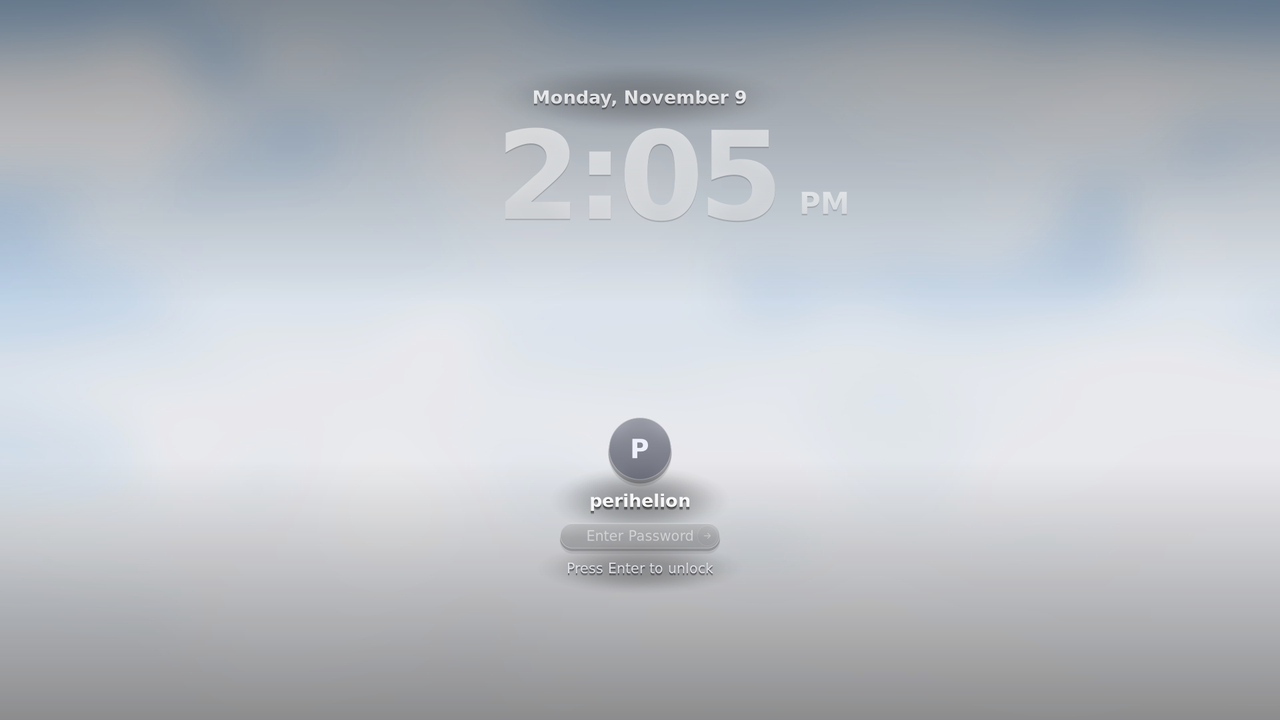 Monday, November 9
2:05 PM
P
perihelion
Enter Password
Press Enter to unlock